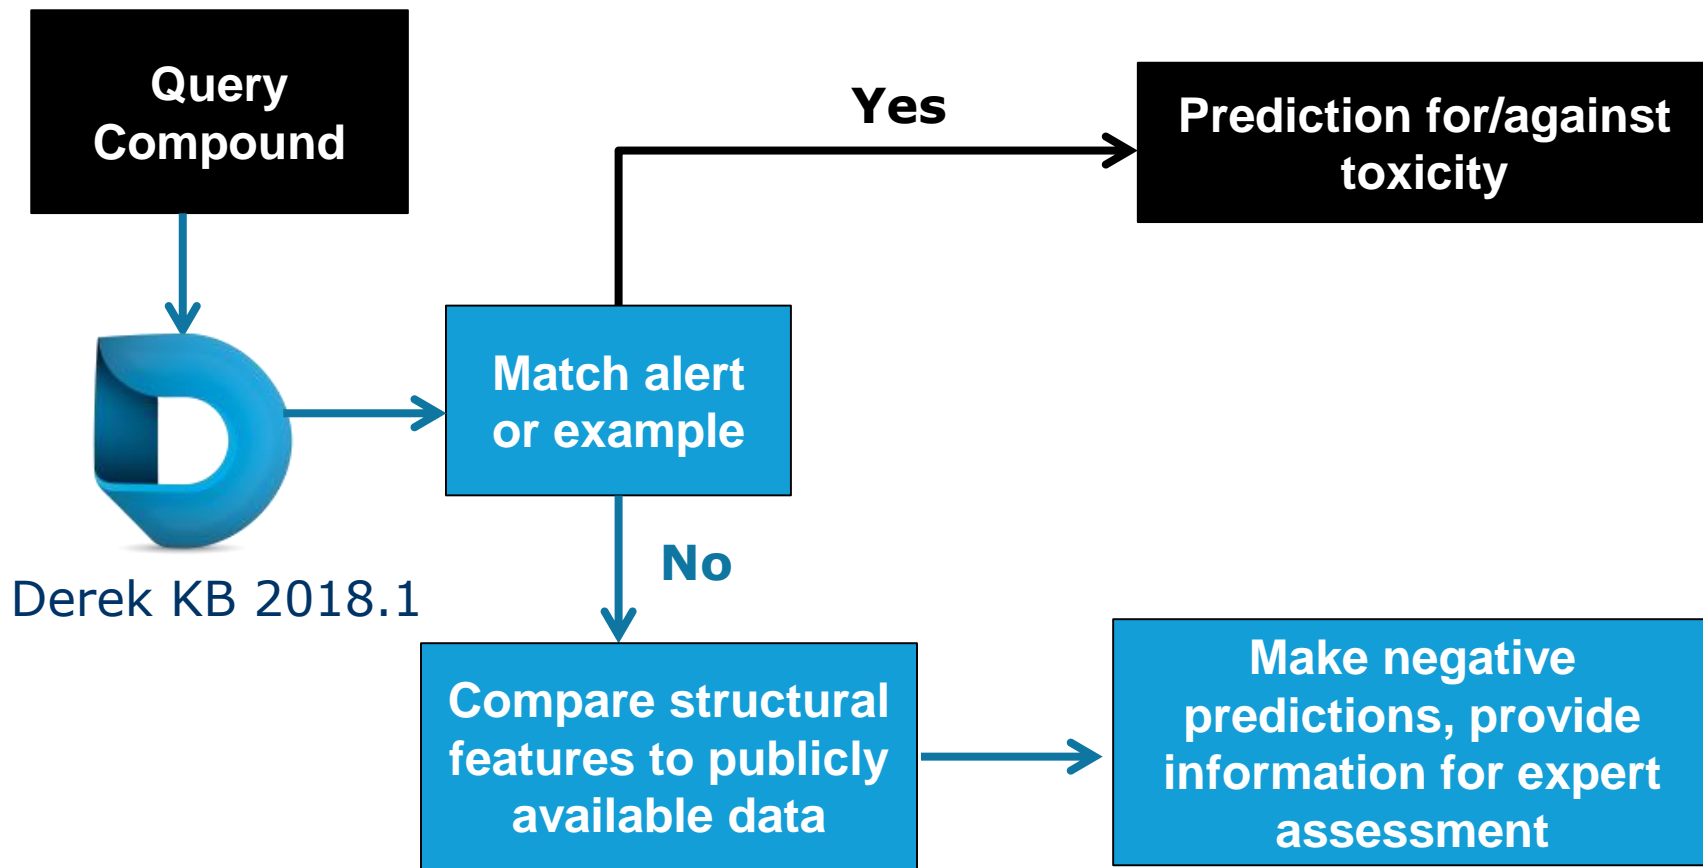 Query
Compound
Yes
Prediction for/against
toxicity
Match alert
or example
No
Derek KB 2018.1
Compare structural
features to publicly
available data
Make negative
predictions, provide
information for expert
assessment